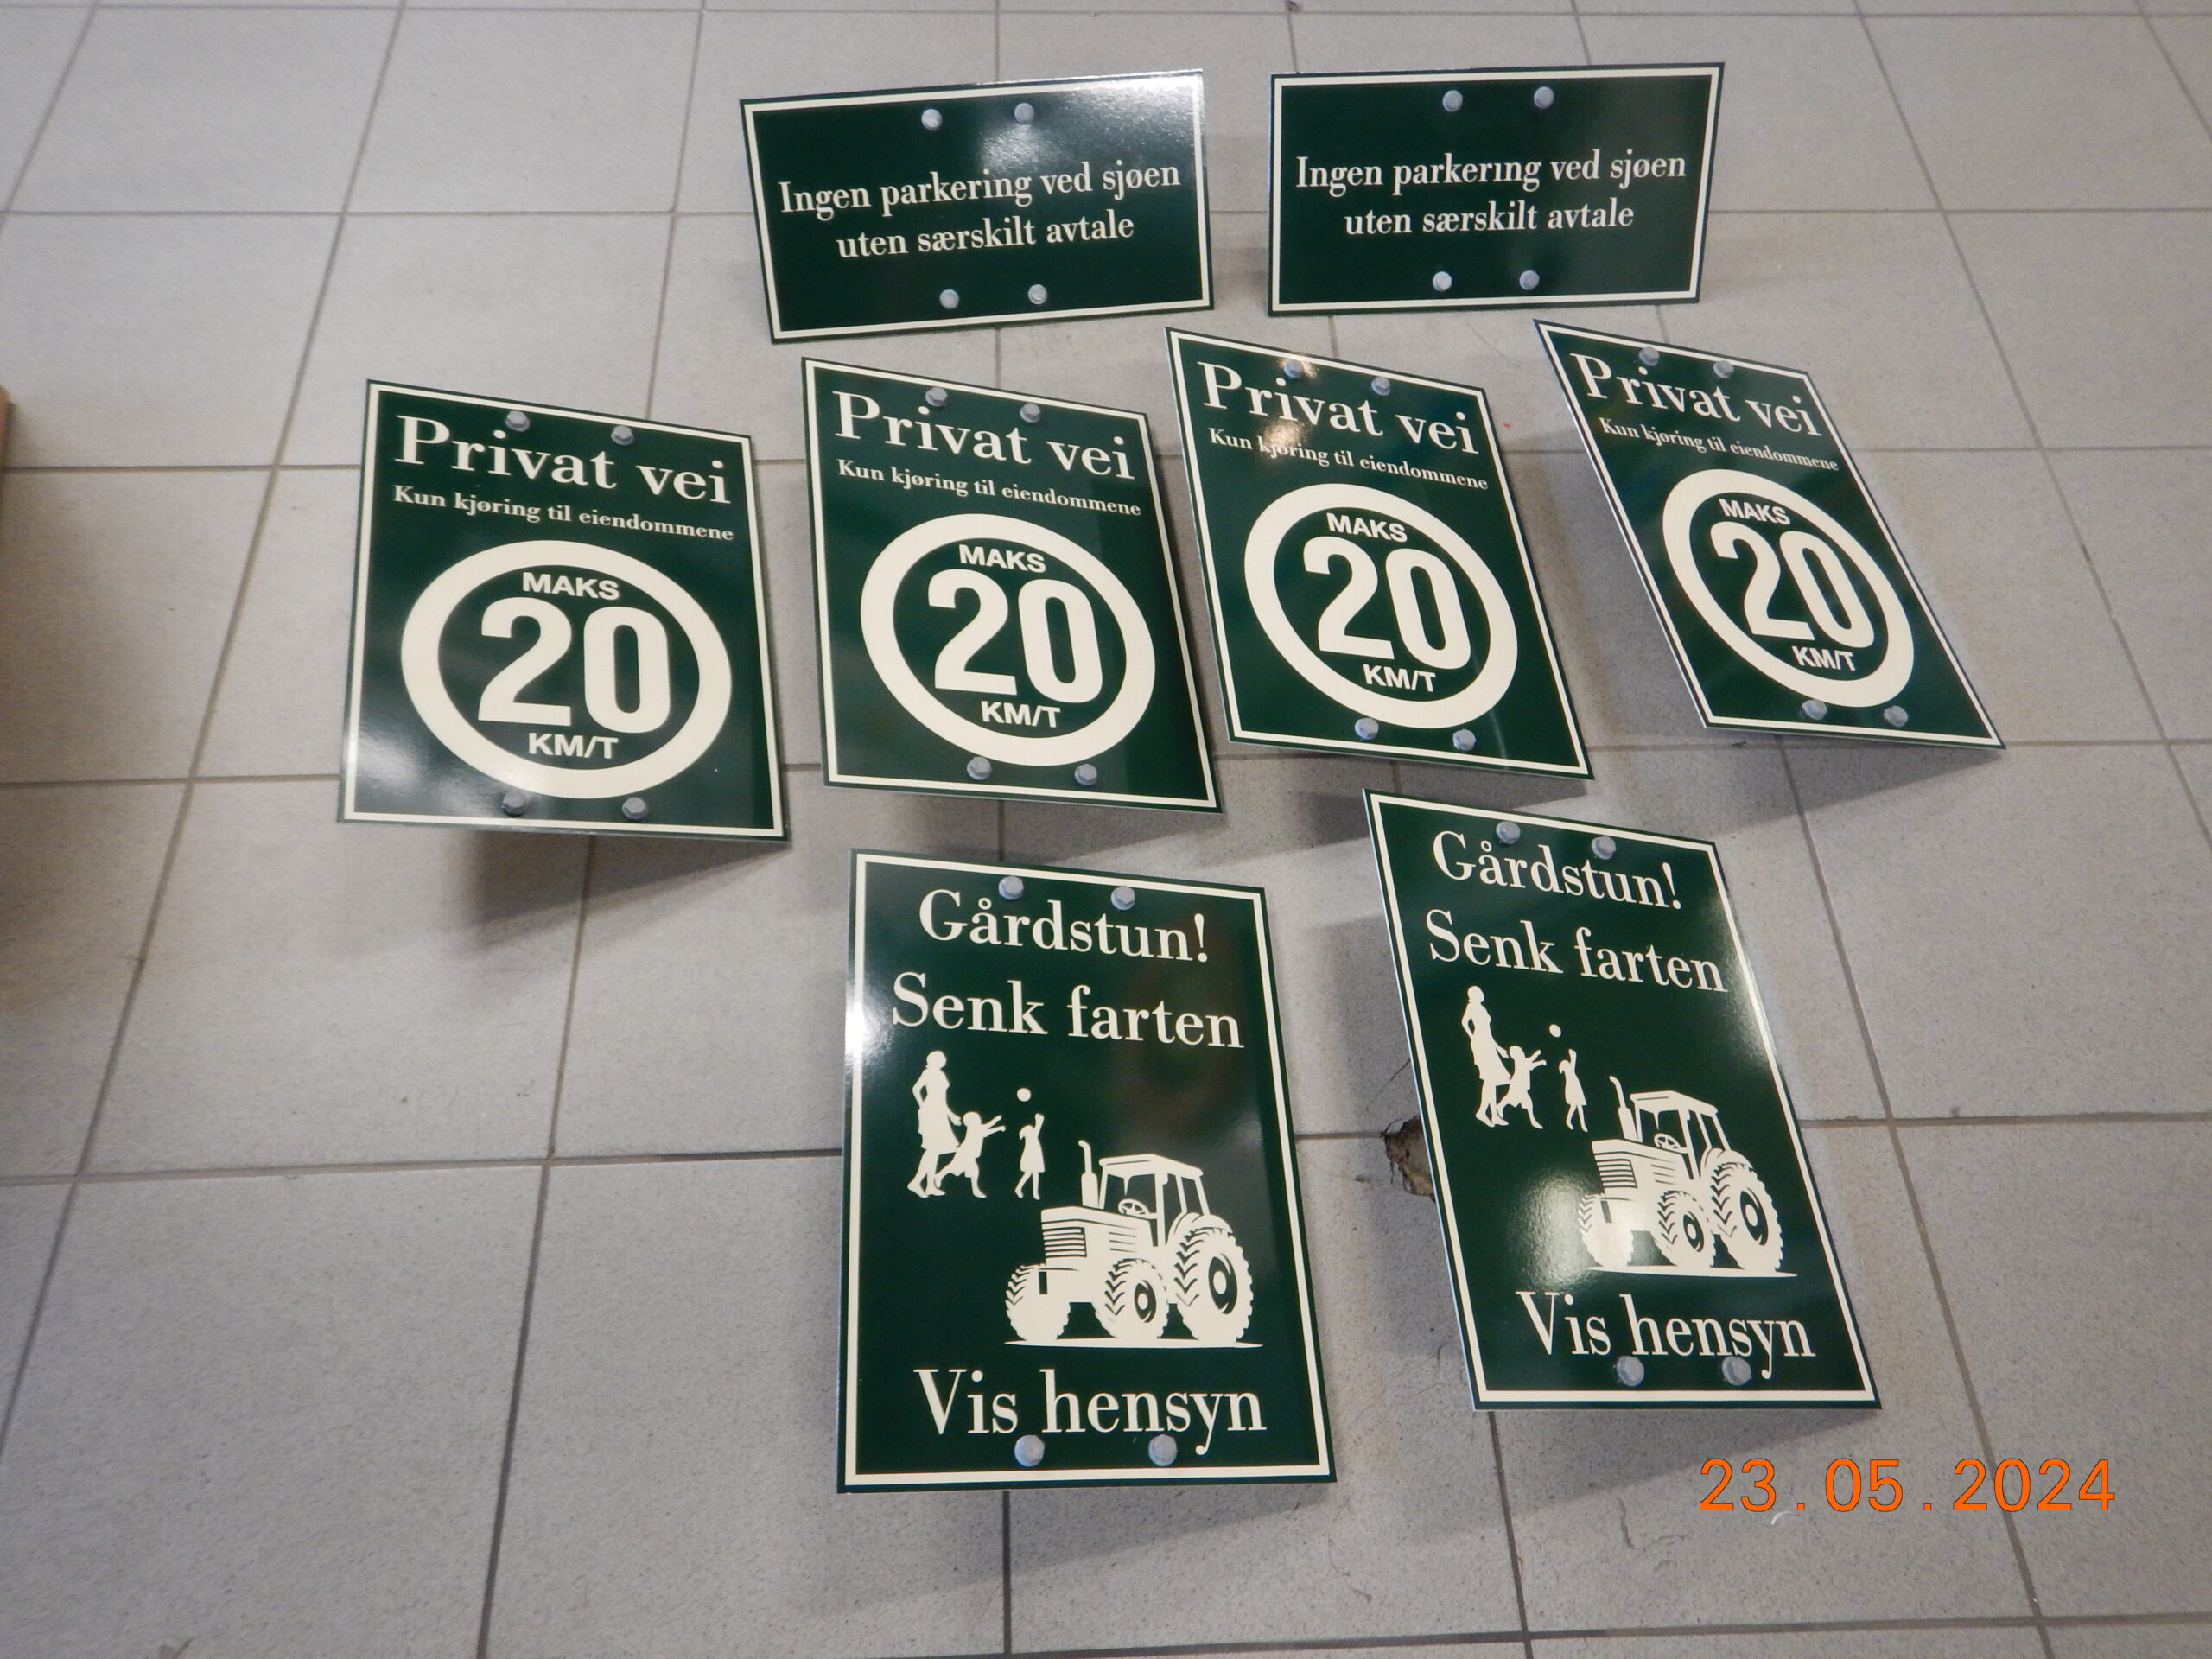 Ingen parkering ved sjøen
uten særskilt avtale
Ingen parkering ved sjøen
uten særskilt avtale
Privat vei
Kun kjøring til eiendommene
MAKS
20
KM/T
Privat vei
Kun kjøring til eiendommene
MAKS
20
KM/T
Privat vei
Kun kjøring til eiendommene
MAKS
20
KM/T
Privat vei
Kun kjøring til eiendommene
MAKS
20
KM/T
Gårdstun!
Senk farten
Vis hensyn
Gårdstun!
Senk farten
Vis hensyn
23.05.2024